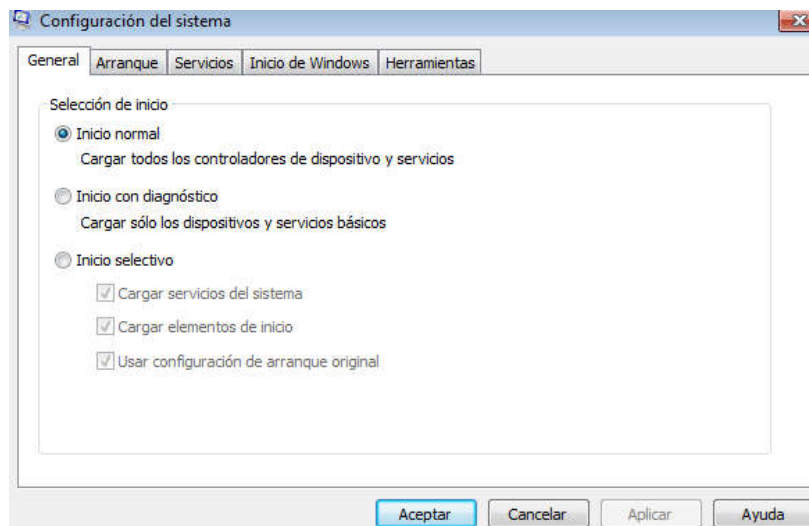 Configuración del sistema
General Arranque Servicios Inicio de Windows Herramientas
Selección de inicio
Inicio normal
Cargar todos los controladores de dispositivo y servicios
Inicio con diagnóstico
Cargar sólo los dispositivos y servicios básicos
Inicio selectivo
Cargar servicios del sistema
Cargar elementos de inicio
Usar configuración de arranque original
Aceptar Cancelar Aplicar Ayuda